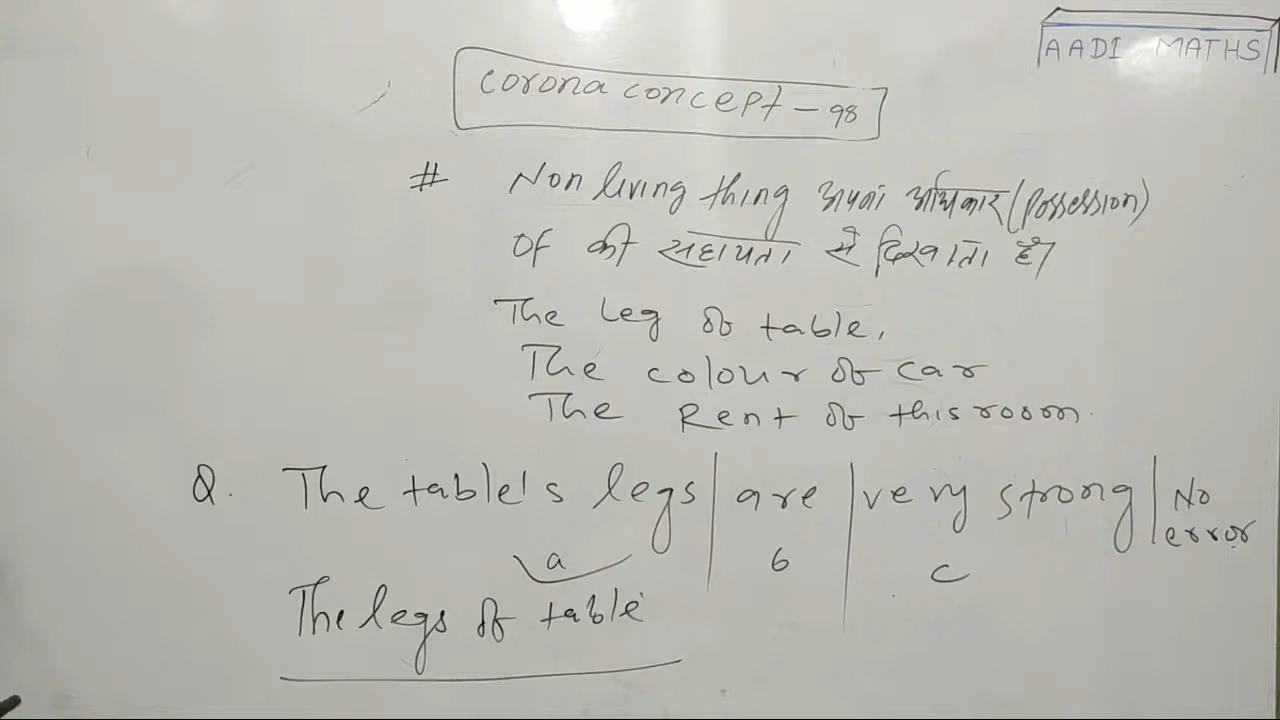 AADI MATHS
corona concept - 98
# Non living thing अपना अधिकार (Possession)
OF की सहायता से दिखाता है।
The Leg of table,
The colour of car
The Rent of this room.
Q. The table's legs | are | very strong | No error
a b c
The legs of table